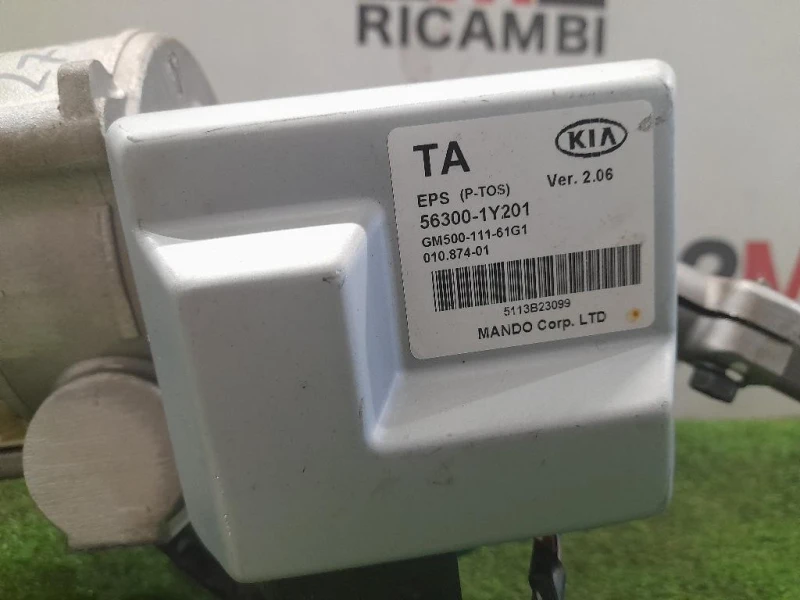 RICAMBI
TA
KIA
EPS (P-TOS)
Ver. 2.06
56300-1Y201
GM500-111-61G1
010.874-01
5113B23099
MANDO Corp. LTD